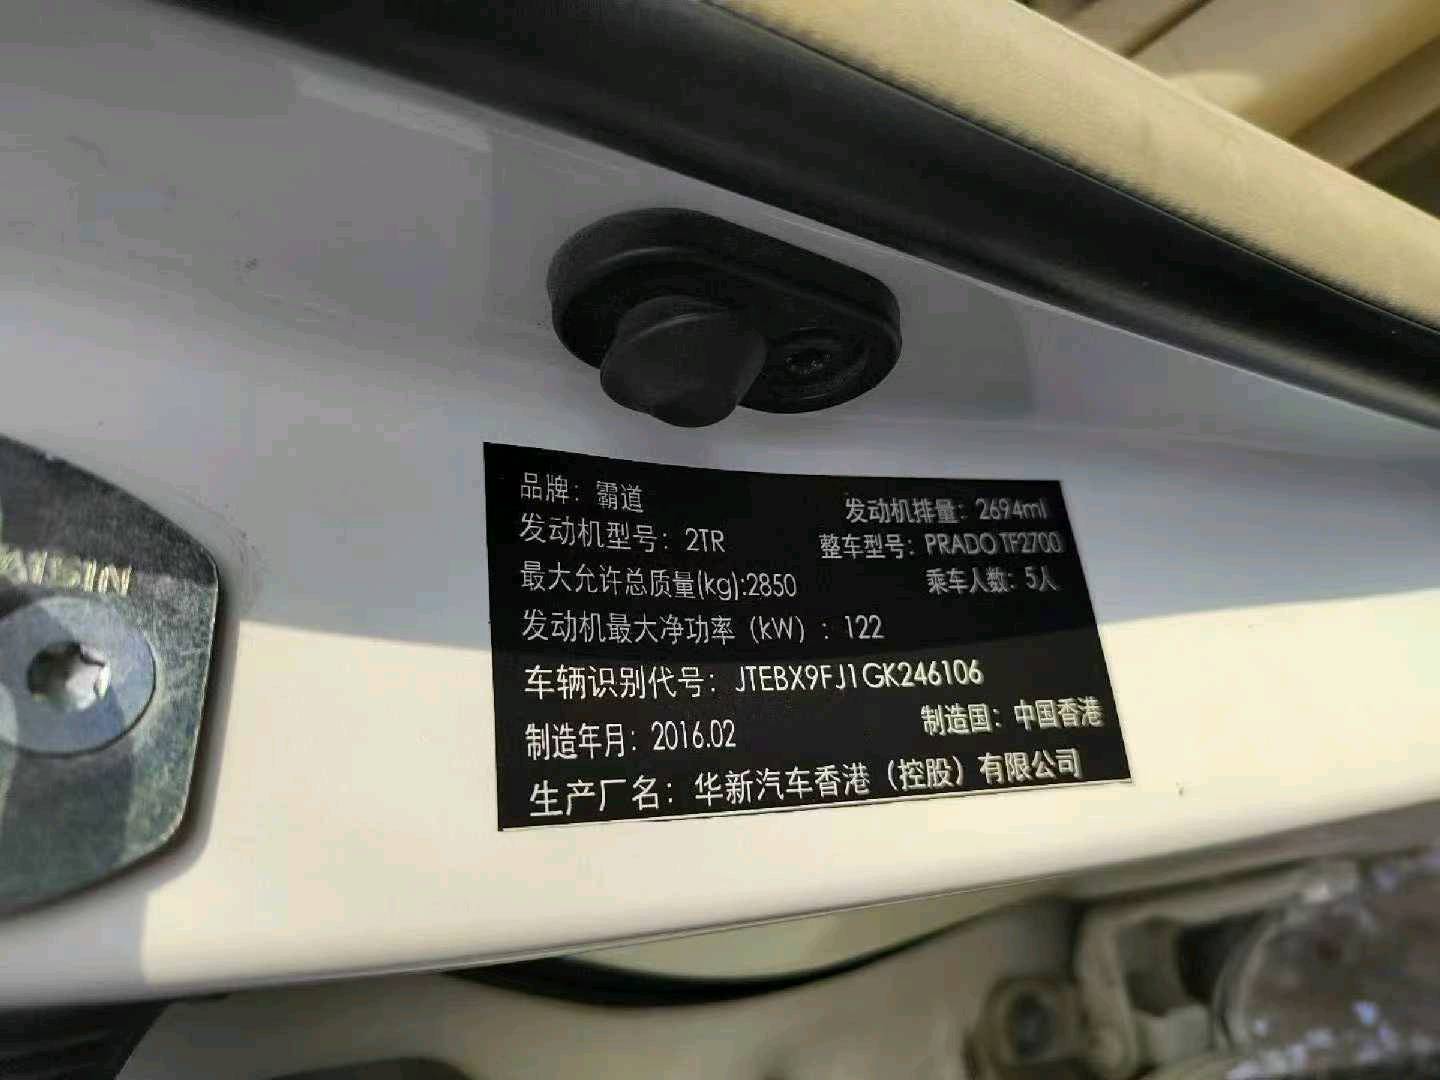 品牌：霸道
发动机排量：2694ml
发动机型号：2TR
整车型号：PRADO TF2700
最大允许总质量(kg):2850
乘车人数：5人
发动机最大净功率（kW）：122
车辆识别代号：JTEBX9FJ1GK246106
制造年月：2016.02
制造国：中国香港
生产厂名：华新汽车香港（控股）有限公司
AISIN